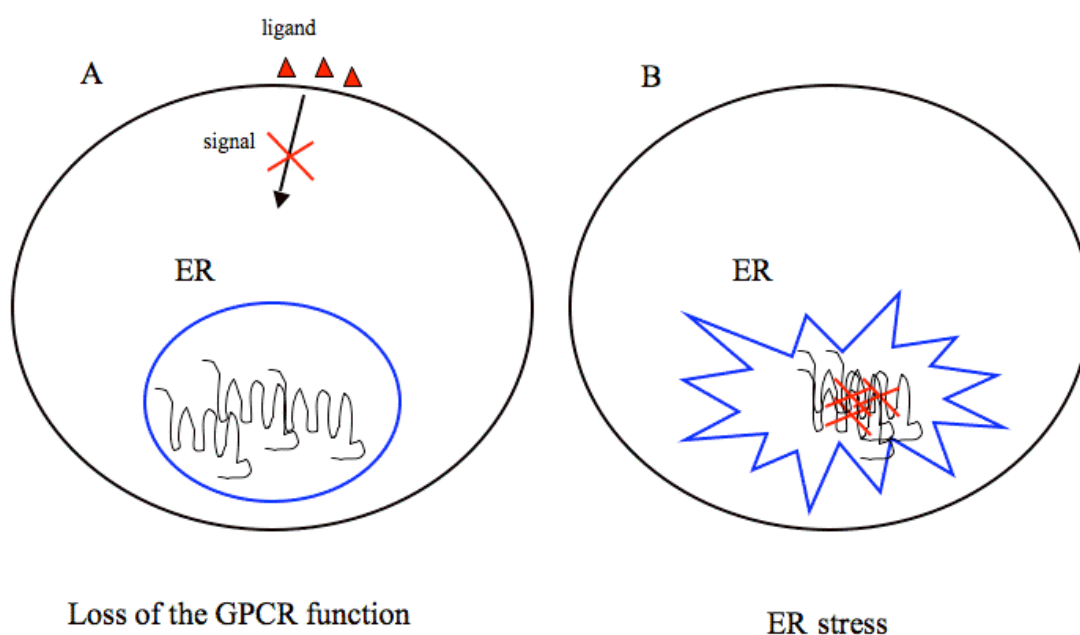 ligand
A
B
signal
ER
ER
Loss of the GPCR function
ER stress